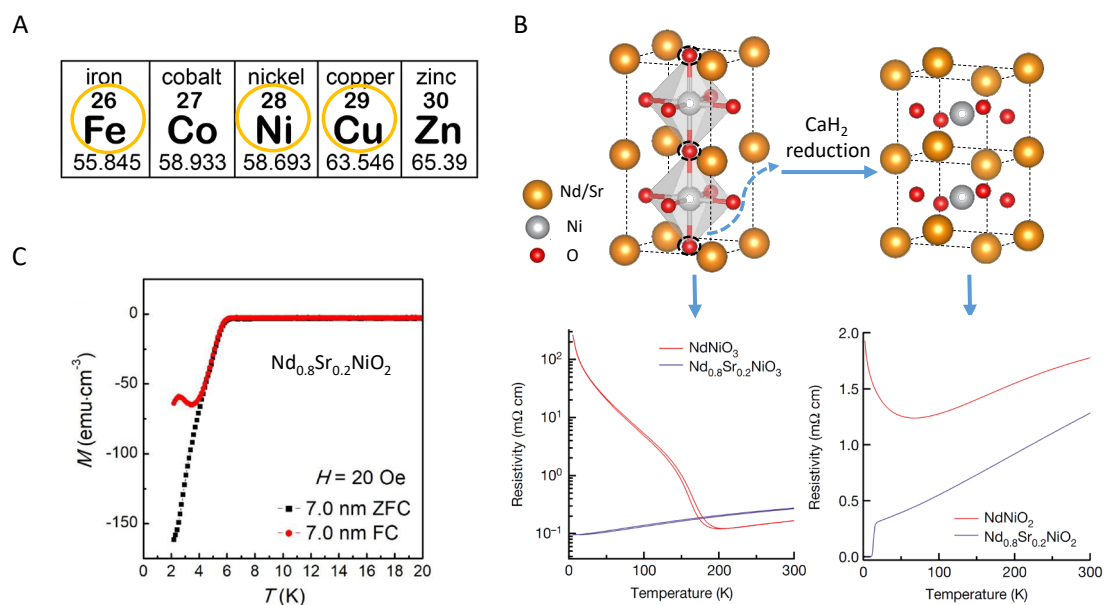 A
iron cobalt nickel copper zinc
26 27 28 29 30
Fe Co Ni Cu Zn
55.845 58.933 58.693 63.546 65.39
B
Nd/Sr
Ni
O
CaH₂
reduction
C
0
-50
-100
-150
M (emu·cm⁻³)
Nd₀.₈Sr₀.₂NiO₂
H = 20 Oe
7.0 nm ZFC
7.0 nm FC
0 2 4 6 8 10 12 14 16 18 20
T (K)
10²
10¹
10⁰
10⁻¹
Resistivity (mΩ cm)
NdNiO₃
Nd₀.₈Sr₀.₂NiO₃
0 100 200 300
Temperature (K)
2.0
1.5
1.0
0.5
0
Resistivity (mΩ cm)
NdNiO₂
Nd₀.₈Sr₀.₂NiO₂
0 100 200 300
Temperature (K)